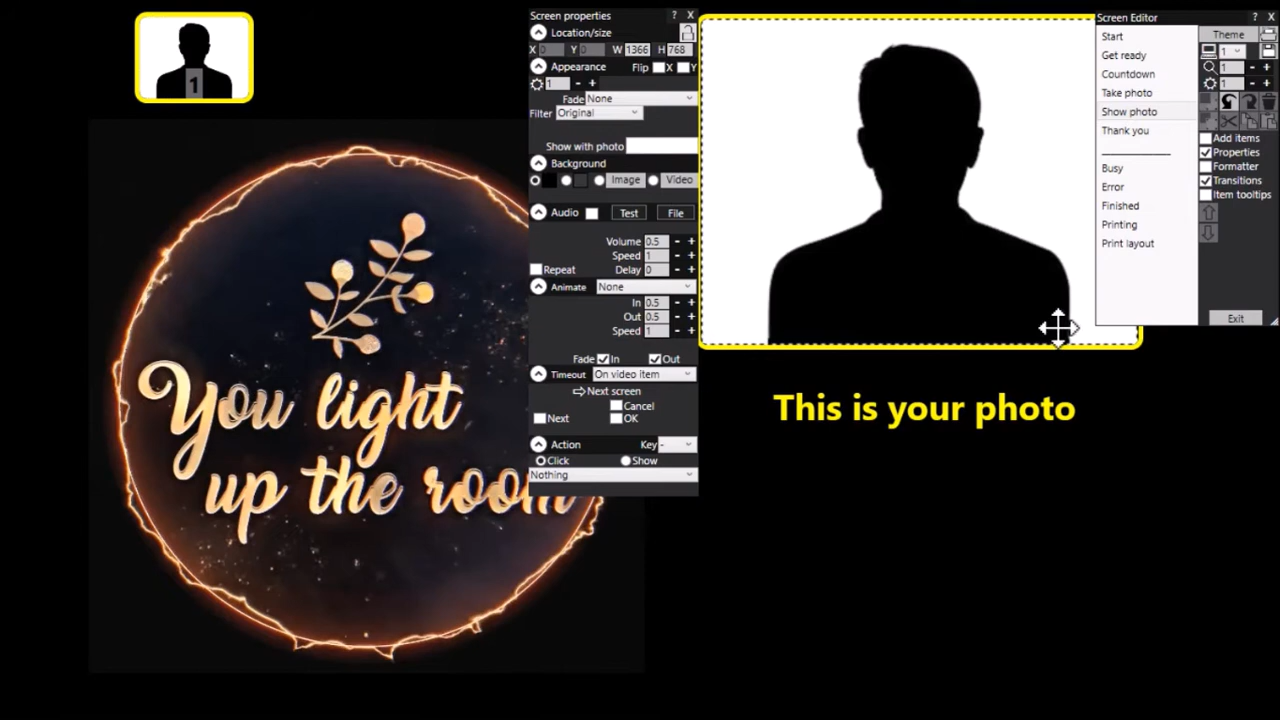 1
You light
up the room
Screen properties ? X
Location/size
X 0 Y 0 W 1366 H 768
Appearance Flip X Y
1 - +
Fade None
Filter Original
Show with photo
Background
Image Video
Audio Test File
Volume 0.5 - +
Speed 1 - +
Repeat Delay 0 - +
Animate None
In 0.5 - +
Out 0.5 - +
Speed 1 - +
Fade In Out
Timeout On video item
Next screen
Cancel
Next OK
Action Key -
Click Show
Nothing
This is your photo
Screen Editor ? X
Start
Get ready
Countdown
Take photo
Show photo
Thank you
Busy
Error
Finished
Printing
Print layout
Theme
1
1 - +
1 - +
Add items
Properties
Formatter
Transitions
Item tooltips
Exit